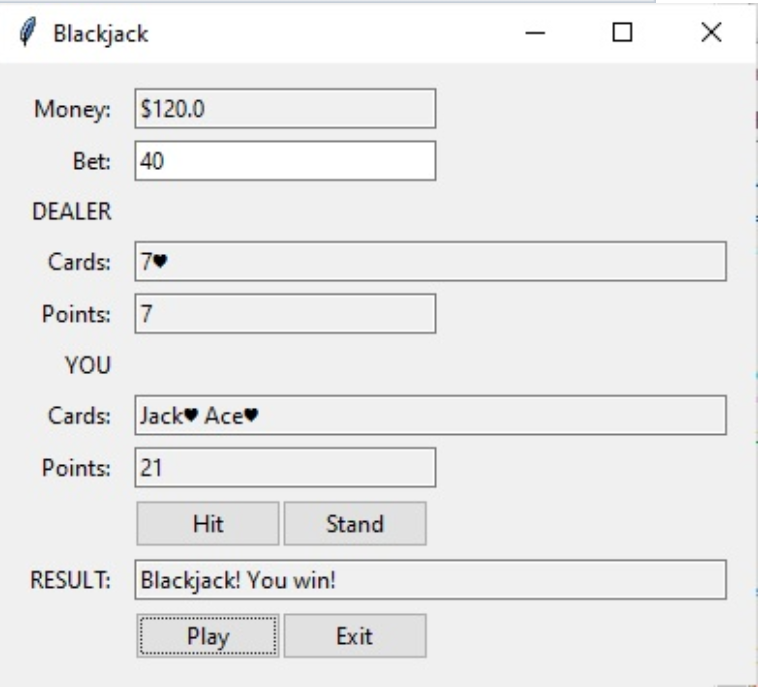 Blackjack
Money: $120.0
Bet: 40
DEALER
Cards: 7♥
Points: 7
YOU
Cards: Jack♥ Ace♥
Points: 21
Hit Stand
RESULT: Blackjack! You win!
Play Exit